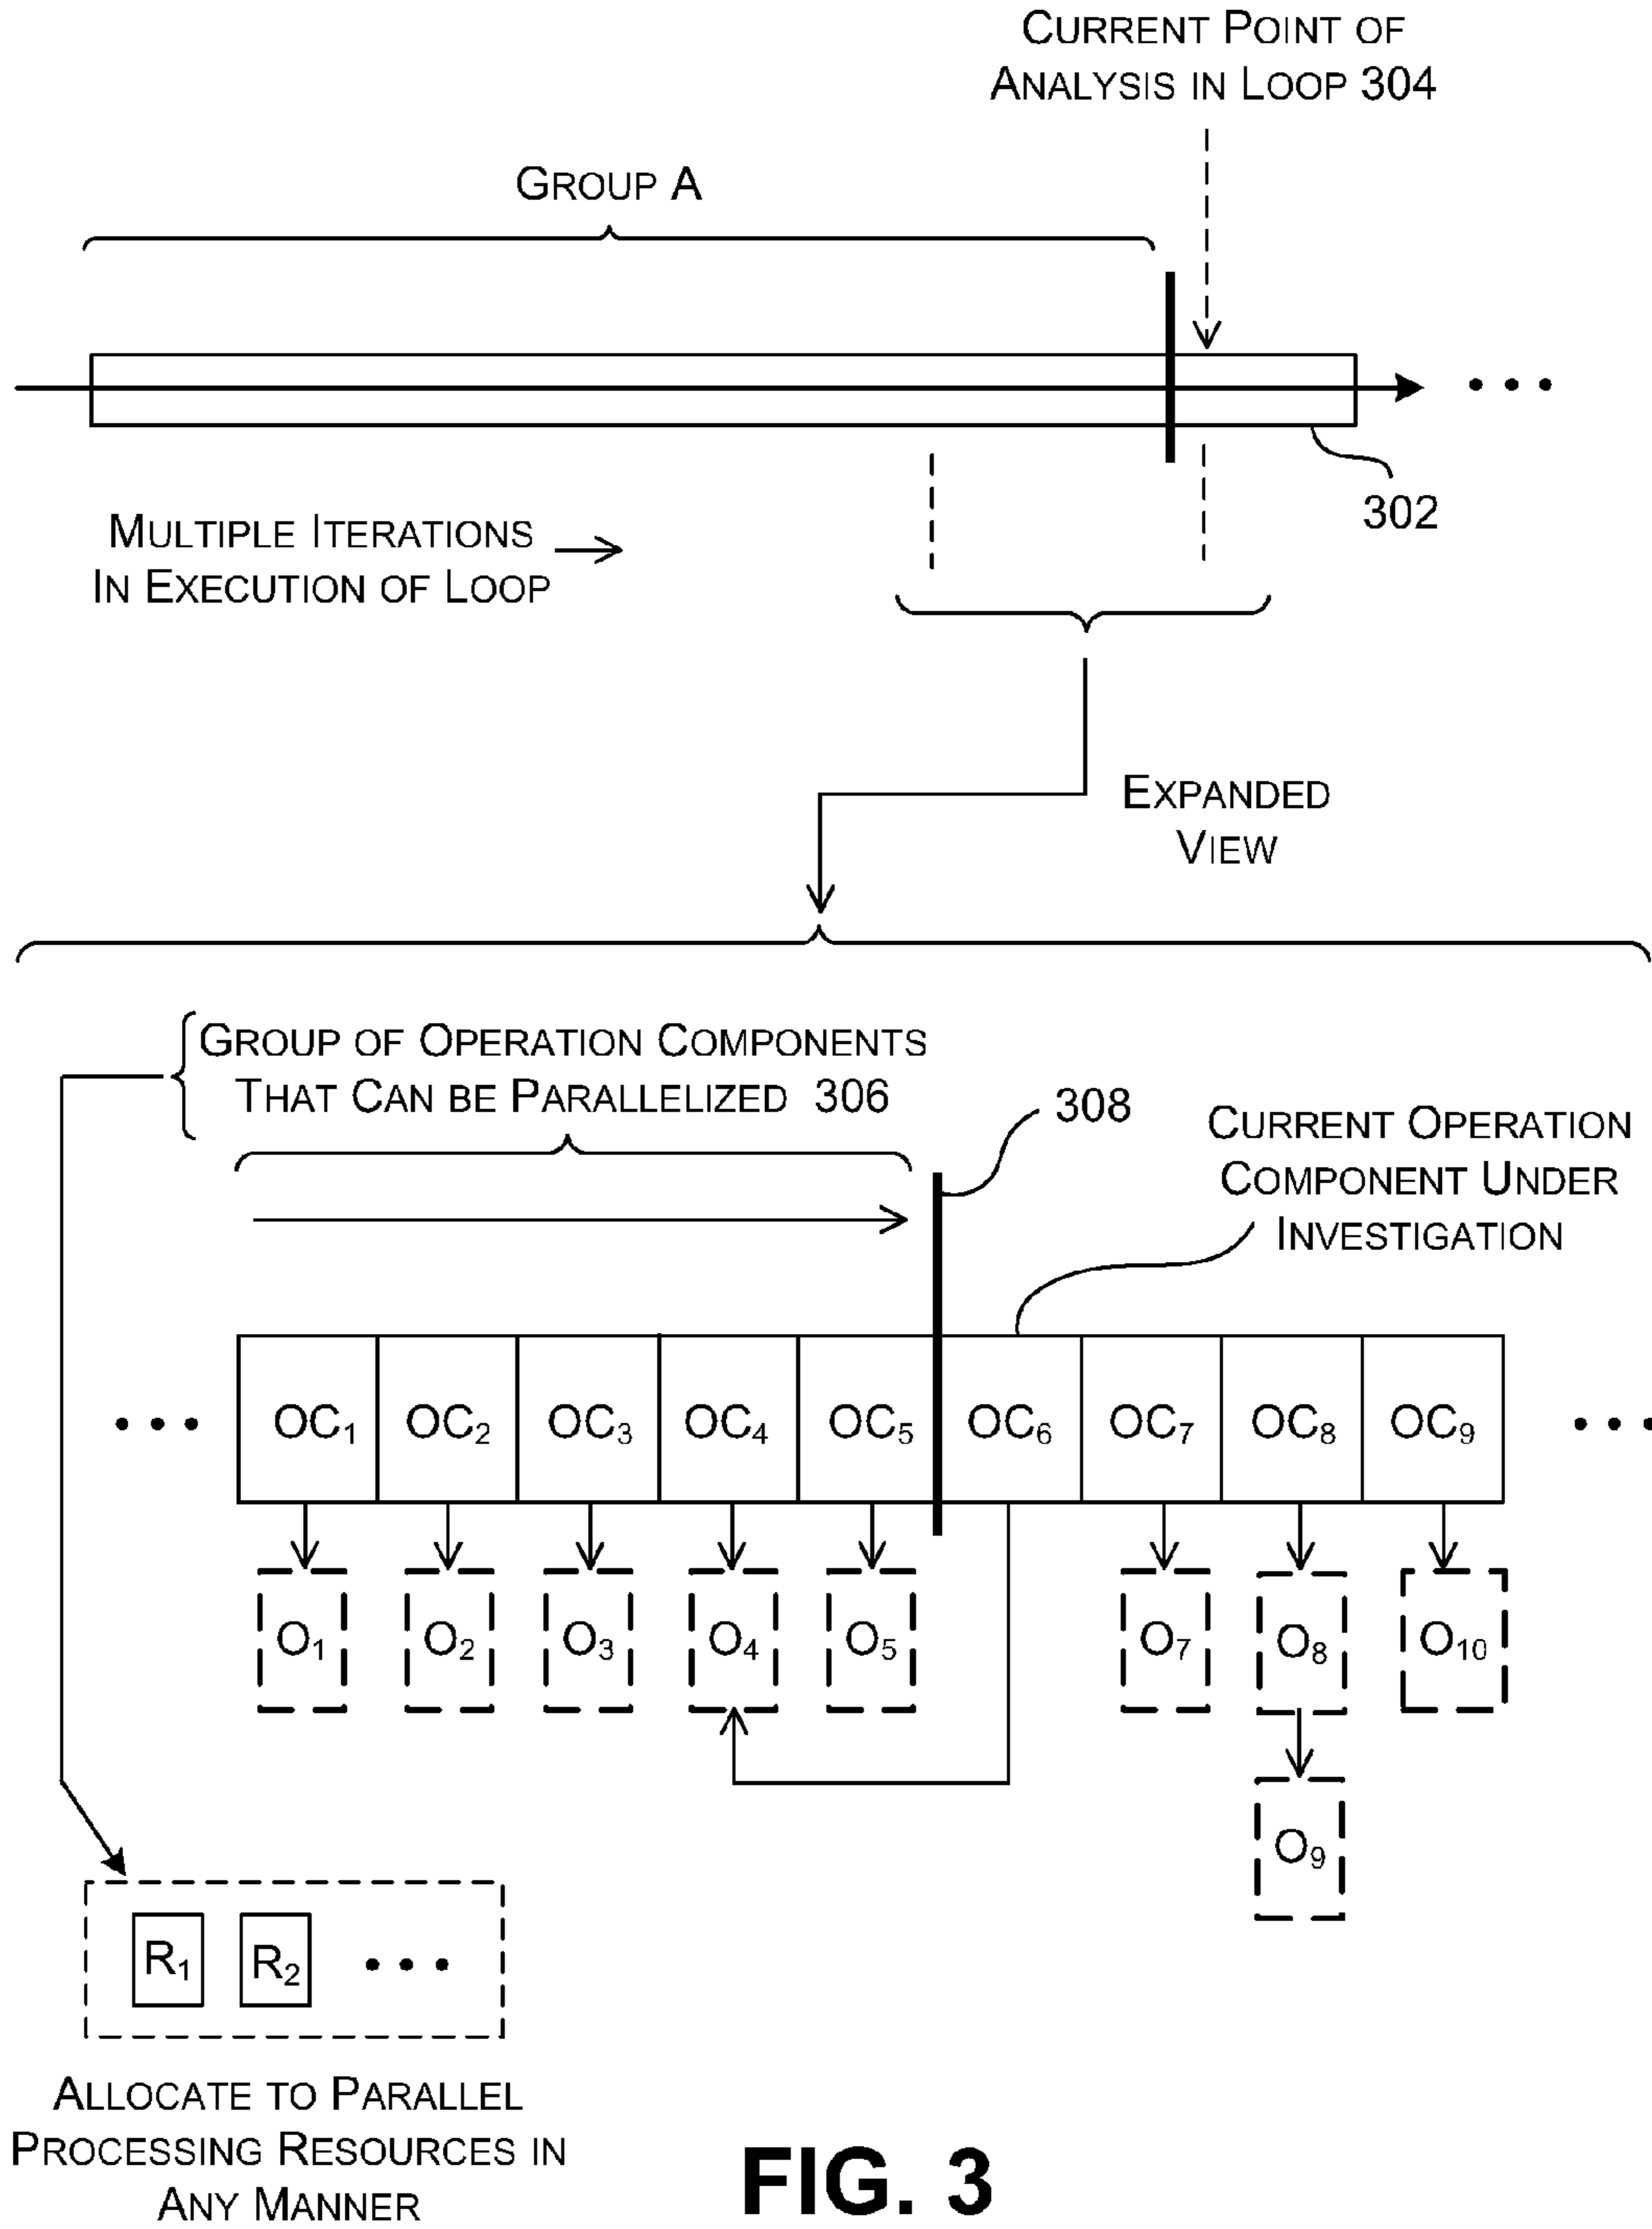 CURRENT POINT OF
ANALYSIS IN LOOP 304
GROUP A
302
MULTIPLE ITERATIONS
IN EXECUTION OF LOOP
EXPANDED
VIEW
GROUP OF OPERATION COMPONENTS
THAT CAN BE PARALLELIZED 306
308
CURRENT OPERATION
COMPONENT UNDER
INVESTIGATION
OC₁ OC₂ OC₃ OC₄ OC₅ OC₆ OC₇ OC₈ OC₉
O₁ O₂ O₃ O₄ O₅ O₇ O₈ O₁₀
O₉
R₁ R₂
ALLOCATE TO PARALLEL
PROCESSING RESOURCES IN
ANY MANNER
FIG. 3